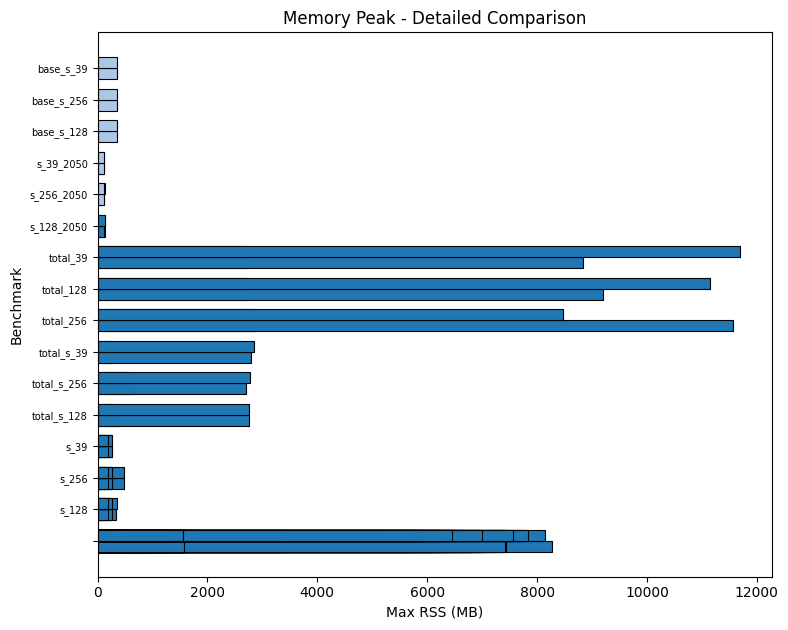 Memory Peak - Detailed Comparison
base_s_39
base_s_256
base_s_128
s_39_2050
s_256_2050
s_128_2050
total_39
total_128
total_256
total_s_39
total_s_256
total_s_128
s_39
s_256
s_128
Benchmark
0 2000 4000 6000 8000 10000 12000
Max RSS (MB)